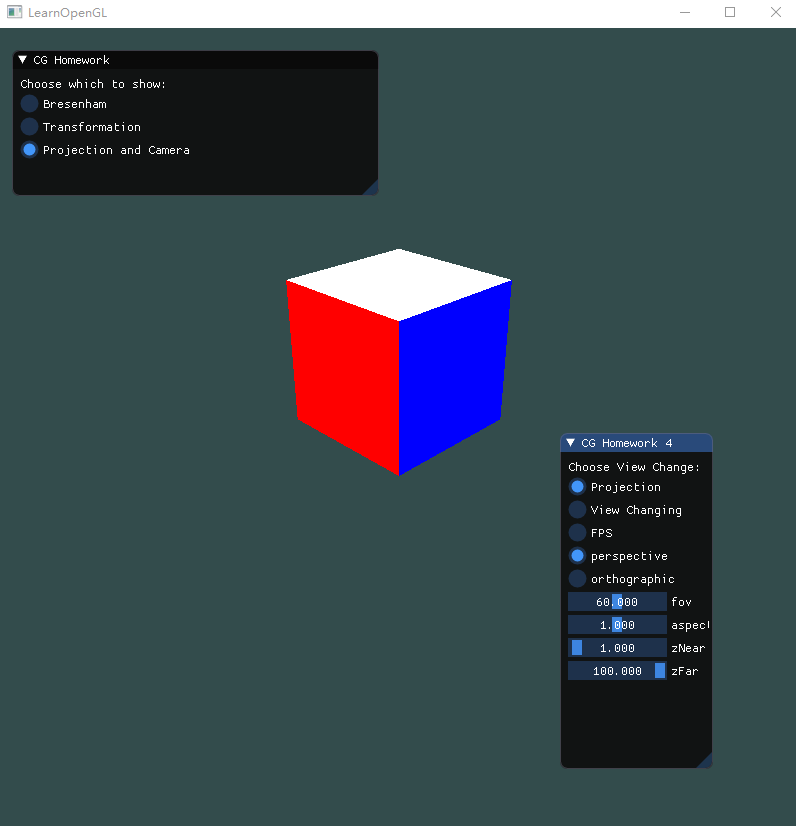 LearnOpenGL
CG Homework
Choose which to show:
Bresenham
Transformation
Projection and Camera
CG Homework 4
Choose View Change:
Projection
View Changing
FPS
perspective
orthographic
60.000 fov
1.000 aspect
1.000 zNear
100.000 zFar